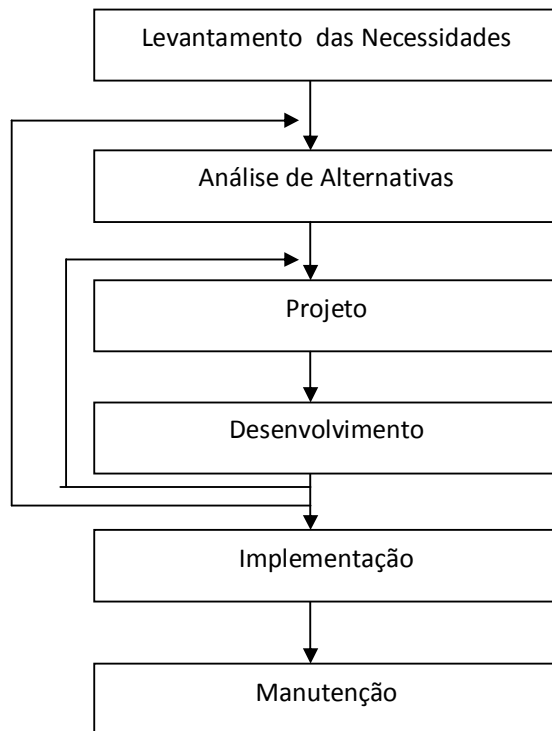 Levantamento das Necessidades
Análise de Alternativas
Projeto
Desenvolvimento
Implementação
Manutenção